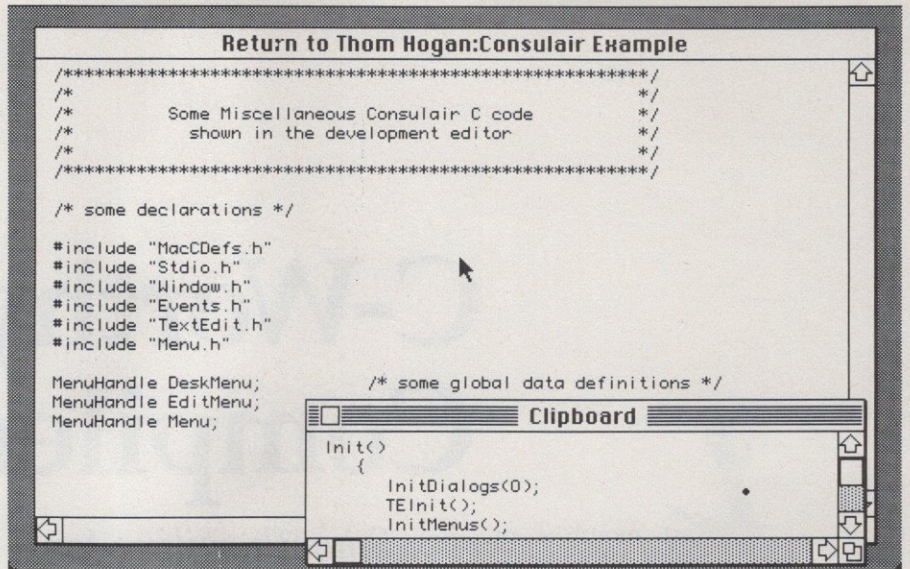 Return to Thom Hogan:Consulair Example
/********************************************************/
/*                                                      */
/*         Some Miscellaneous Consulair C code          */
/*           shown in the development editor            */
/*                                                      */
/********************************************************/
/* some declarations */
#include "MacCDefs.h"
#include "Stdio.h"
#include "Window.h"
#include "Events.h"
#include "TextEdit.h"
#include "Menu.h"
MenuHandle DeskMenu;          /* some global data definitions */
MenuHandle EditMenu;
MenuHandle Menu;
Clipboard
Init()
{
InitDialogs(0);
TEInit();
InitMenus();